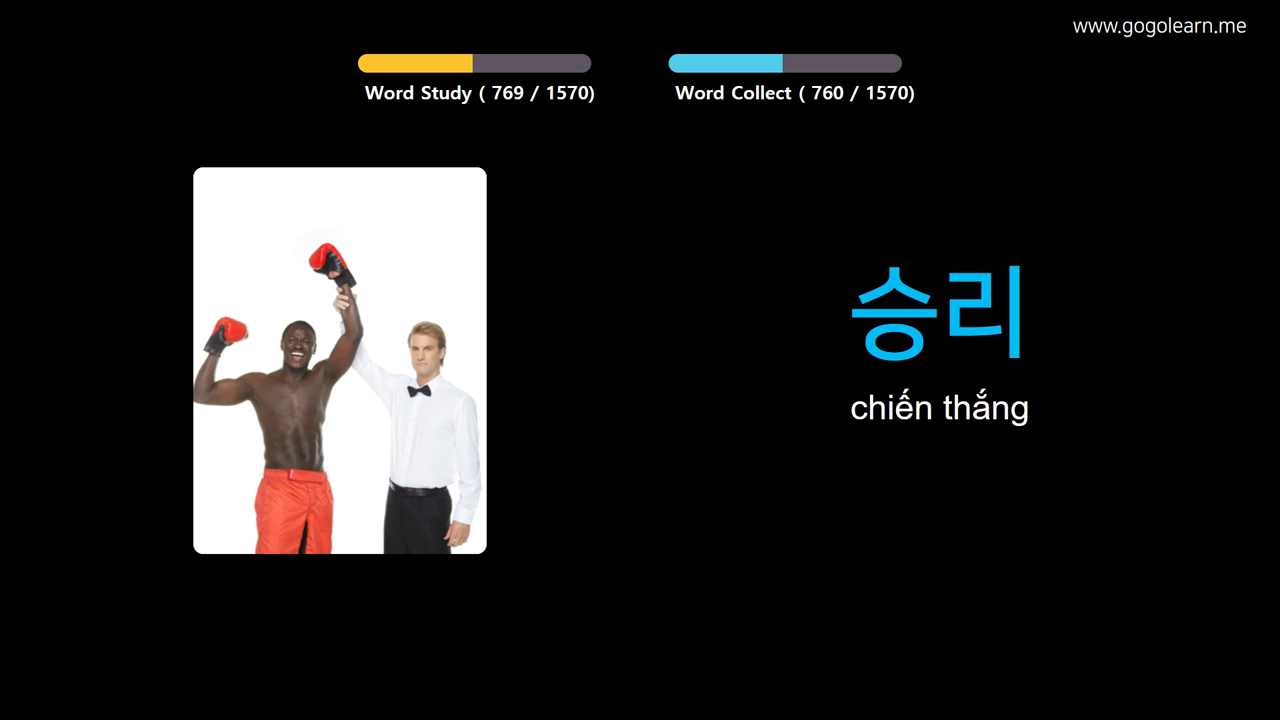 www.gogolearn.me
Word Study ( 769 / 1570)
Word Collect ( 760 / 1570)
승리
chiến thắng